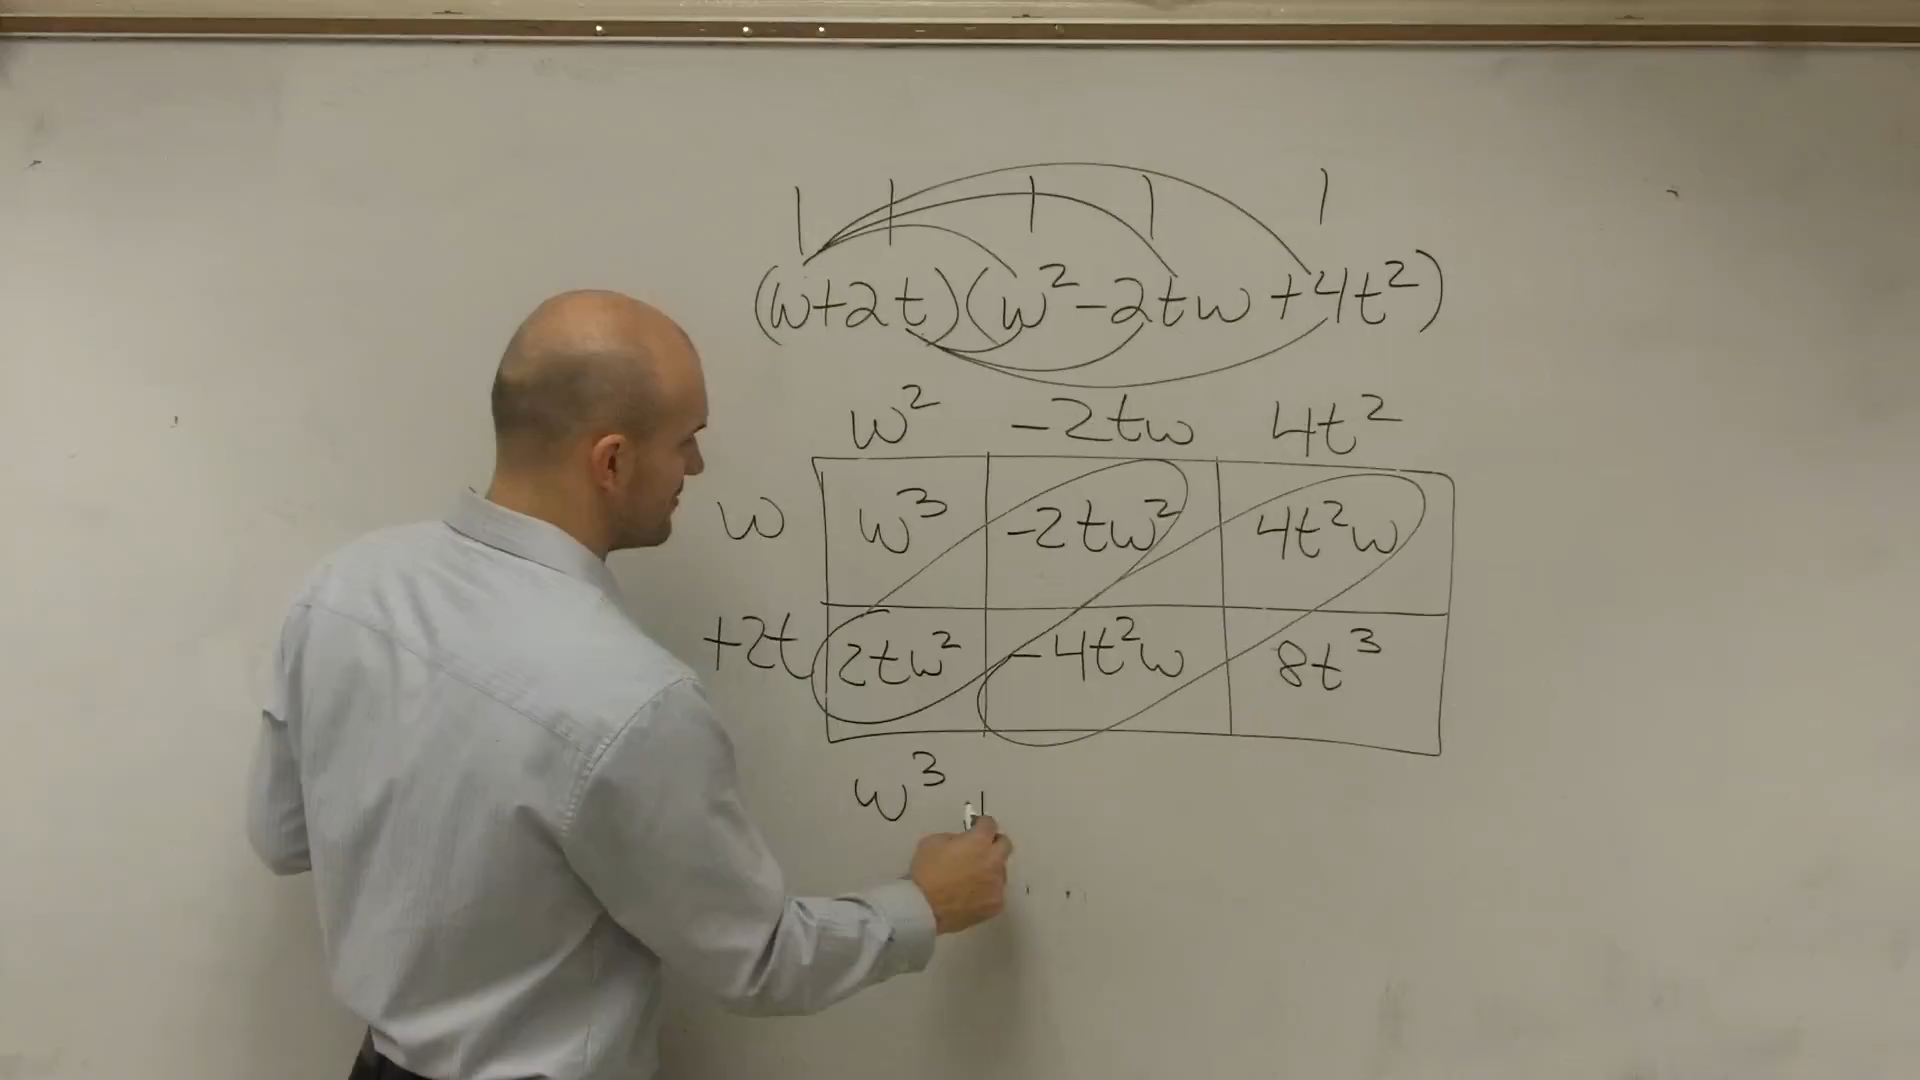 | | | | |
(w+2t)(w²-2tw+4t²)
w² -2tw 4t²
w w³ -2tw² 4t²w
+2t 2tw² -4t²w 8t³
w³